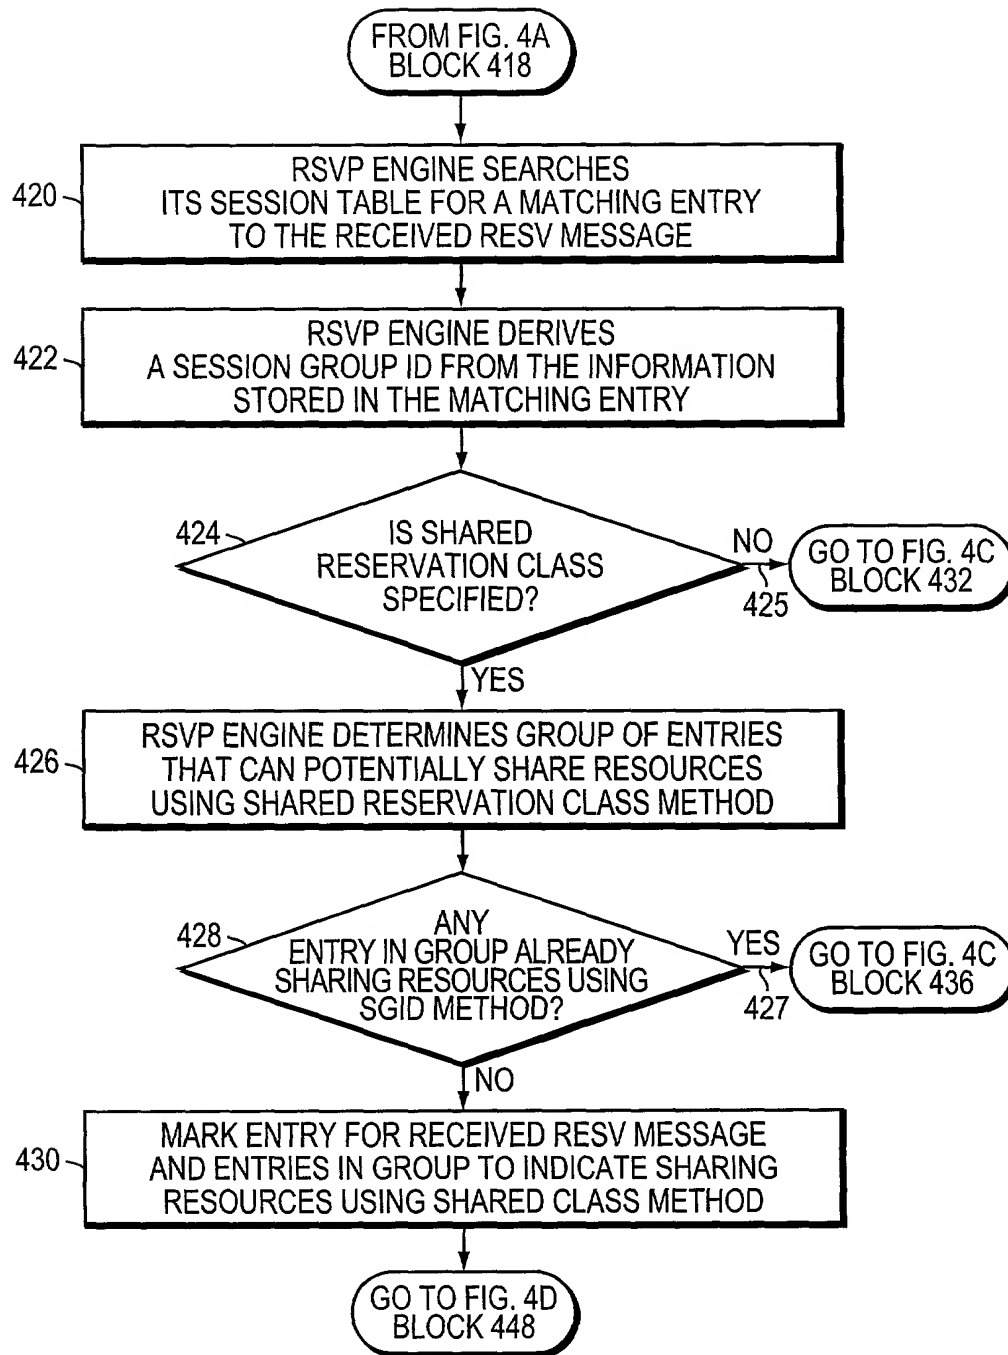 FROM FIG. 4A
BLOCK 418
420
RSVP ENGINE SEARCHES
ITS SESSION TABLE FOR A MATCHING ENTRY
TO THE RECEIVED RESV MESSAGE
422
RSVP ENGINE DERIVES
A SESSION GROUP ID FROM THE INFORMATION
STORED IN THE MATCHING ENTRY
424
IS SHARED
RESERVATION CLASS
SPECIFIED?
NO
425
GO TO FIG. 4C
BLOCK 432
YES
426
RSVP ENGINE DETERMINES GROUP OF ENTRIES
THAT CAN POTENTIALLY SHARE RESOURCES
USING SHARED RESERVATION CLASS METHOD
428
ANY
ENTRY IN GROUP ALREADY
SHARING RESOURCES USING
SGID METHOD?
YES
427
GO TO FIG. 4C
BLOCK 436
NO
430
MARK ENTRY FOR RECEIVED RESV MESSAGE
AND ENTRIES IN GROUP TO INDICATE SHARING
RESOURCES USING SHARED CLASS METHOD
GO TO FIG. 4D
BLOCK 448